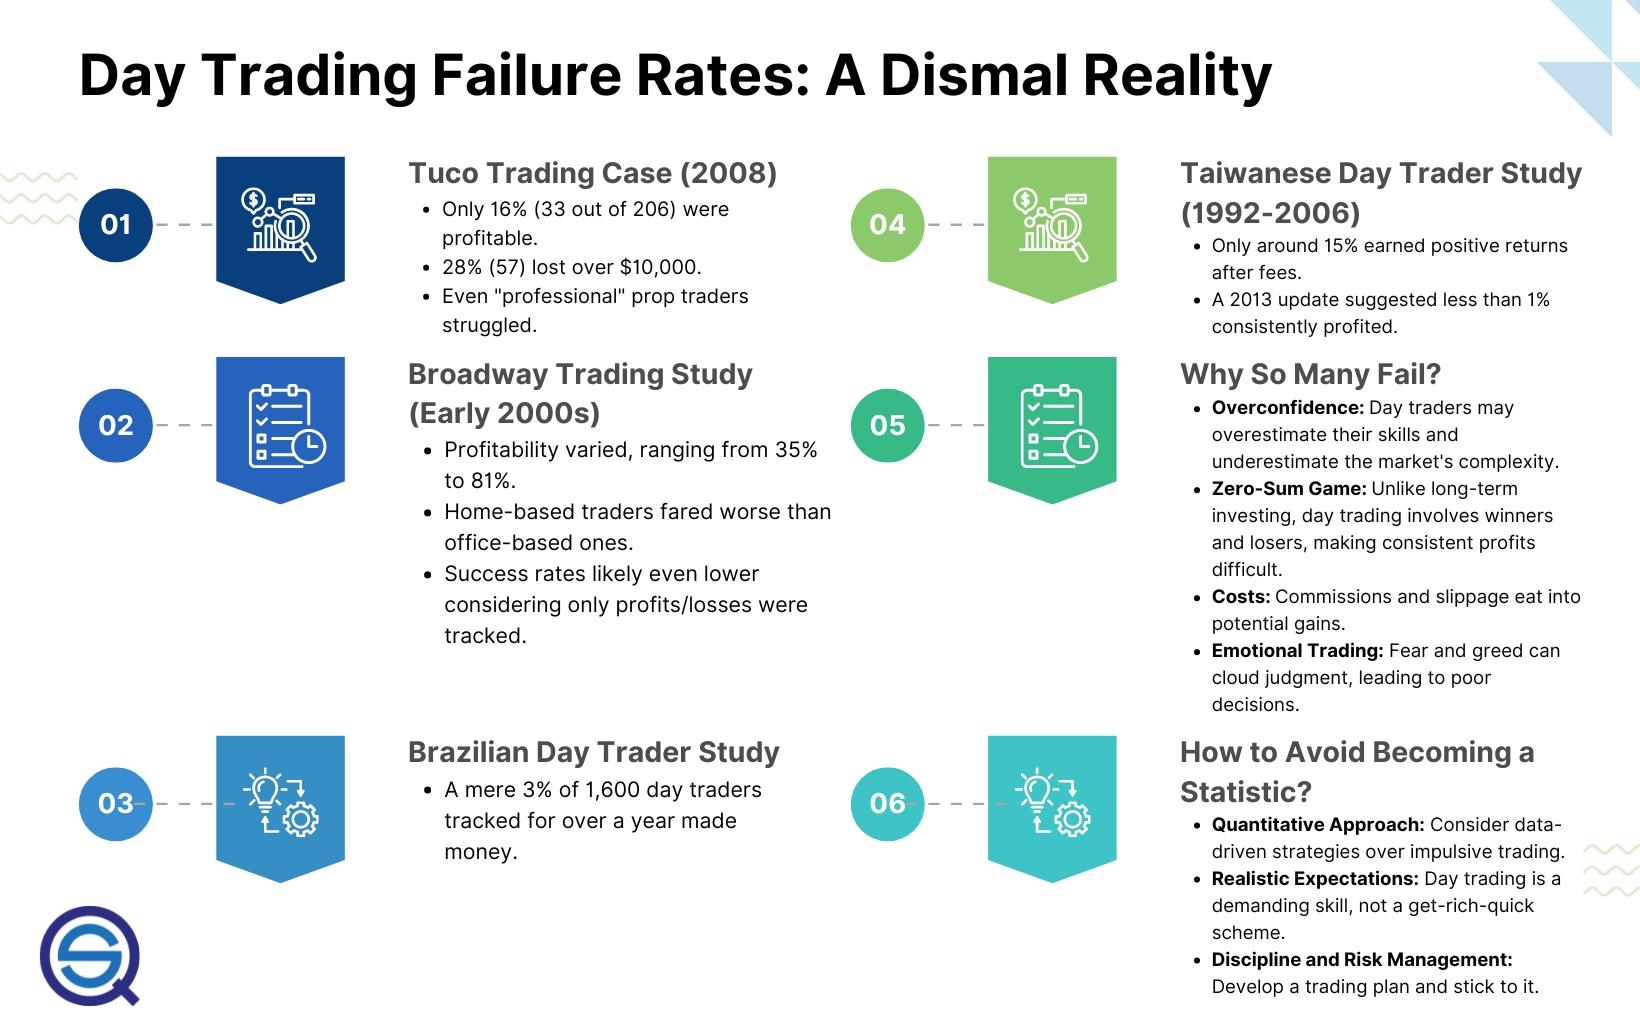 Day Trading Failure Rates: A Dismal Reality
01
Tuco Trading Case (2008)
• Only 16% (33 out of 206) were
profitable.
• 28% (57) lost over $10,000.
• Even "professional" prop traders
struggled.
02
Broadway Trading Study
(Early 2000s)
• Profitability varied, ranging from 35%
to 81%.
• Home-based traders fared worse than
office-based ones.
• Success rates likely even lower
considering only profits/losses were
tracked.
03
Brazilian Day Trader Study
• A mere 3% of 1,600 day traders
tracked for over a year made
money.
04
Taiwanese Day Trader Study
(1992-2006)
• Only around 15% earned positive returns
after fees.
• A 2013 update suggested less than 1%
consistently profited.
05
Why So Many Fail?
• Overconfidence: Day traders may
overestimate their skills and
underestimate the market's complexity.
• Zero-Sum Game: Unlike long-term
investing, day trading involves winners
and losers, making consistent profits
difficult.
• Costs: Commissions and slippage eat into
potential gains.
• Emotional Trading: Fear and greed can
cloud judgment, leading to poor
decisions.
06
How to Avoid Becoming a
Statistic?
• Quantitative Approach: Consider data-
driven strategies over impulsive trading.
• Realistic Expectations: Day trading is a
demanding skill, not a get-rich-quick
scheme.
• Discipline and Risk Management:
Develop a trading plan and stick to it.